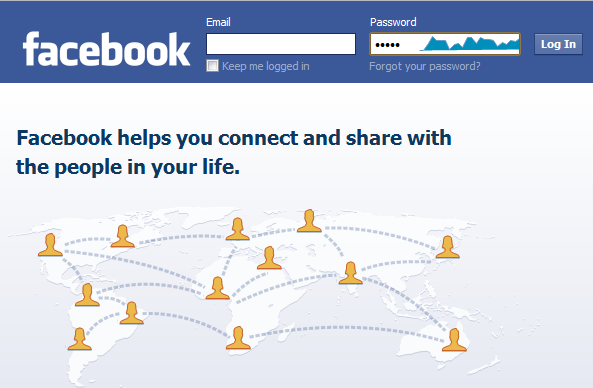 facebook
Email
Password
•••••
Log In
Keep me logged in
Forgot your password?
Facebook helps you connect and share with
the people in your life.